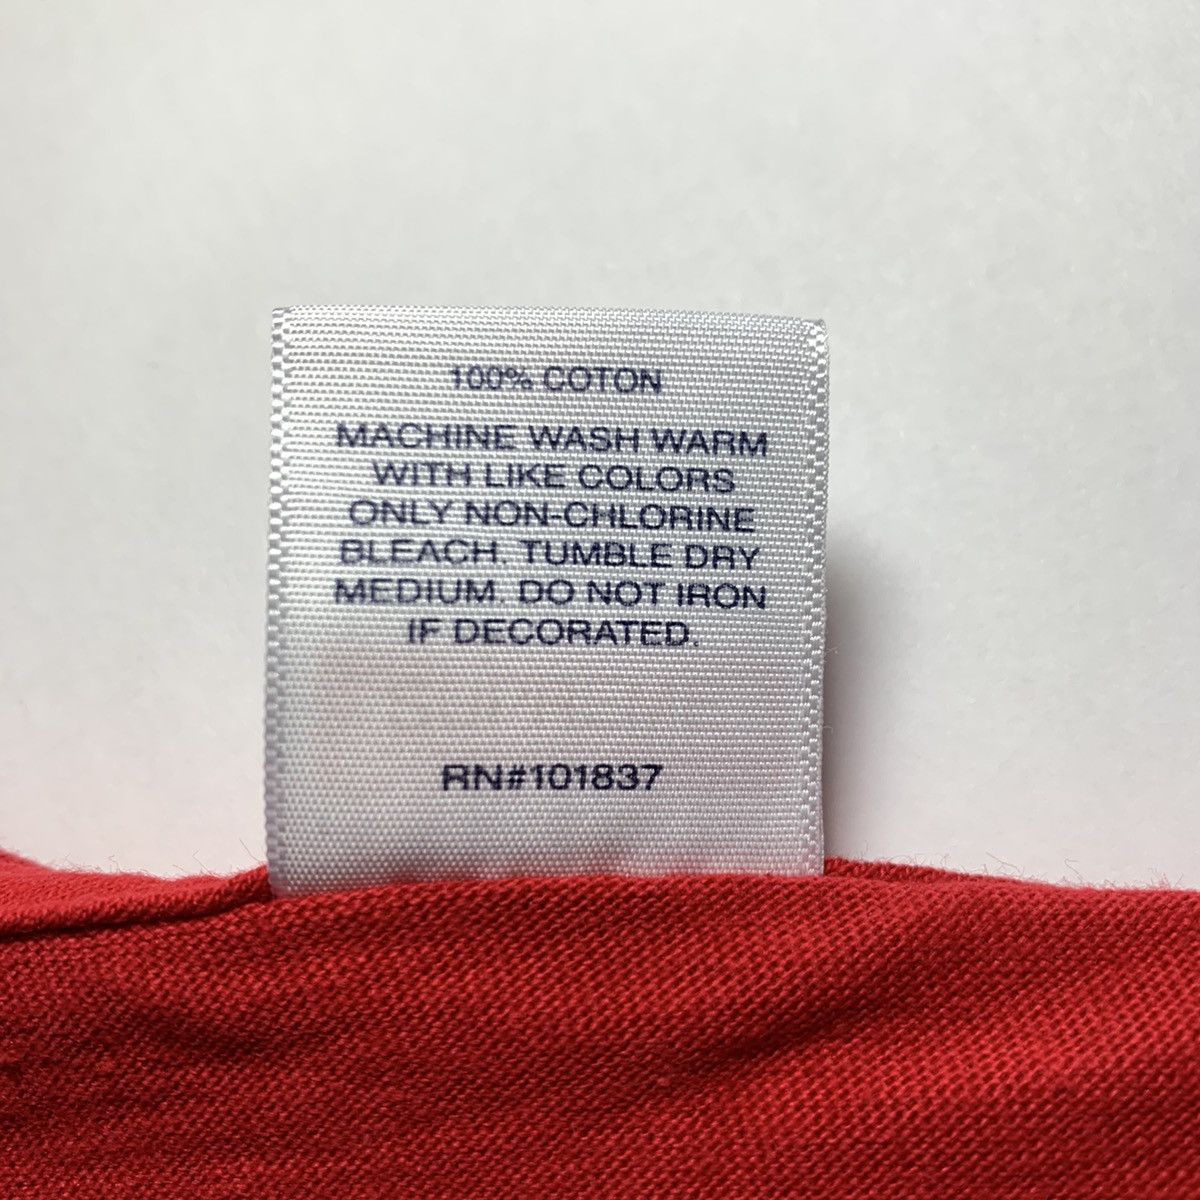 100% COTON
MACHINE WASH WARM
WITH LIKE COLORS
ONLY NON-CHLORINE
BLEACH. TUMBLE DRY
MEDIUM. DO NOT IRON
IF DECORATED.
RN#101837